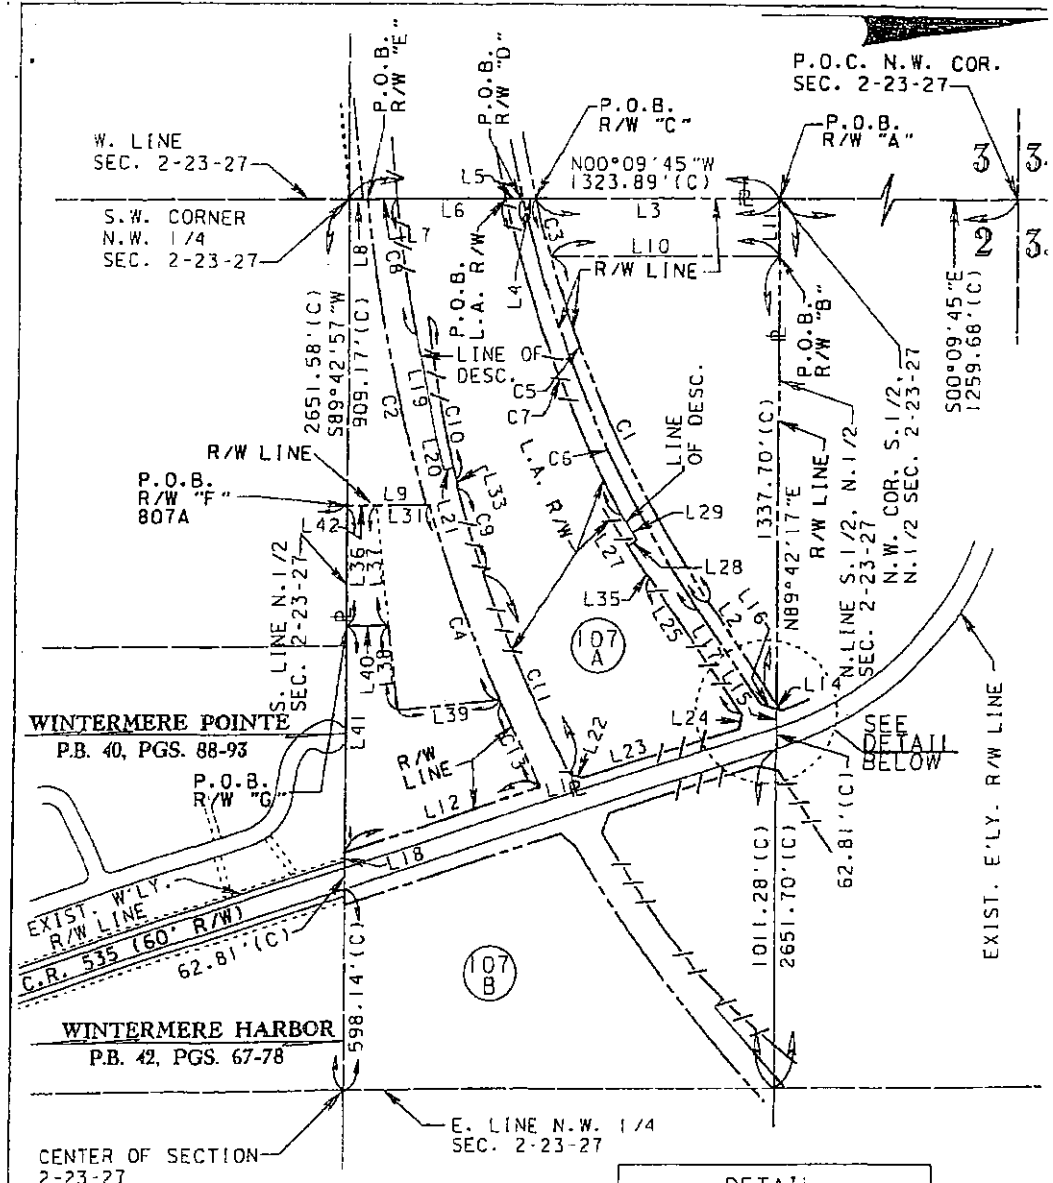 P.O.B.
R/W "E"
P.O.B.
R/W "D"
P.O.C. N.W. COR.
SEC. 2-23-27
P.O.B.
R/W "C"
P.O.B.
R/W "A"
W. LINE
SEC. 2-23-27
N00°09'45"W
1323.89'(C)
3
2
S.W. CORNER
N.W. 1/4
SEC. 2-23-27
L5
L6
L3
L7
L8
C8
C3
L10
L1
L4
R/W LINE
P.O.B.
L.A. R/W
P.O.B.
R/W "B"
S00°09'45"E
1259.68'(C)
2651.58'(C)
S89°42'57"W
909.17'(C)
C2
L19
LINE OF
DESC.
C5
C7
C10
C1
C6
LINE
OF DESC.
L.A. R/W
1337.70'(C)
N89°42'17"E
R/W LINE
N.LINE S.1/2, N.1/2
SEC. 2-23-27
N.W. COR. S.1/2,
N.1/2 SEC. 2-23-27
R/W LINE
P.O.B.
R/W "F"
807A
L20
L21
L33
L9
L31
C9
L29
L28
L27
L42
L36
L37
L35
L25
L2
L16
L17
L15
L14
S. LINE N.1/2
SEC. 2-23-27
C4
L40
L38
107
A
C11
L39
L24
L41
WINTERMERE POINTE
P.B. 40, PGS. 88-93
R/W
LINE
C13
L22
L23
SEE
DETAIL
BELOW
P.O.B.
R/W "G"
L12
L18
EXIST. W'LY.
R/W LINE
C.R. 535 (60' R/W)
62.81'(C)
62.81'(C)
EXIST. E'LY. R/W LINE
107
B
1011.28'(C)
2651.70'(C)
598.14'(C)
WINTERMERE HARBOR
P.B. 42, PGS. 67-78
E. LINE N.W. 1/4
SEC. 2-23-27
CENTER OF SECTION
2-23-27
DETAIL